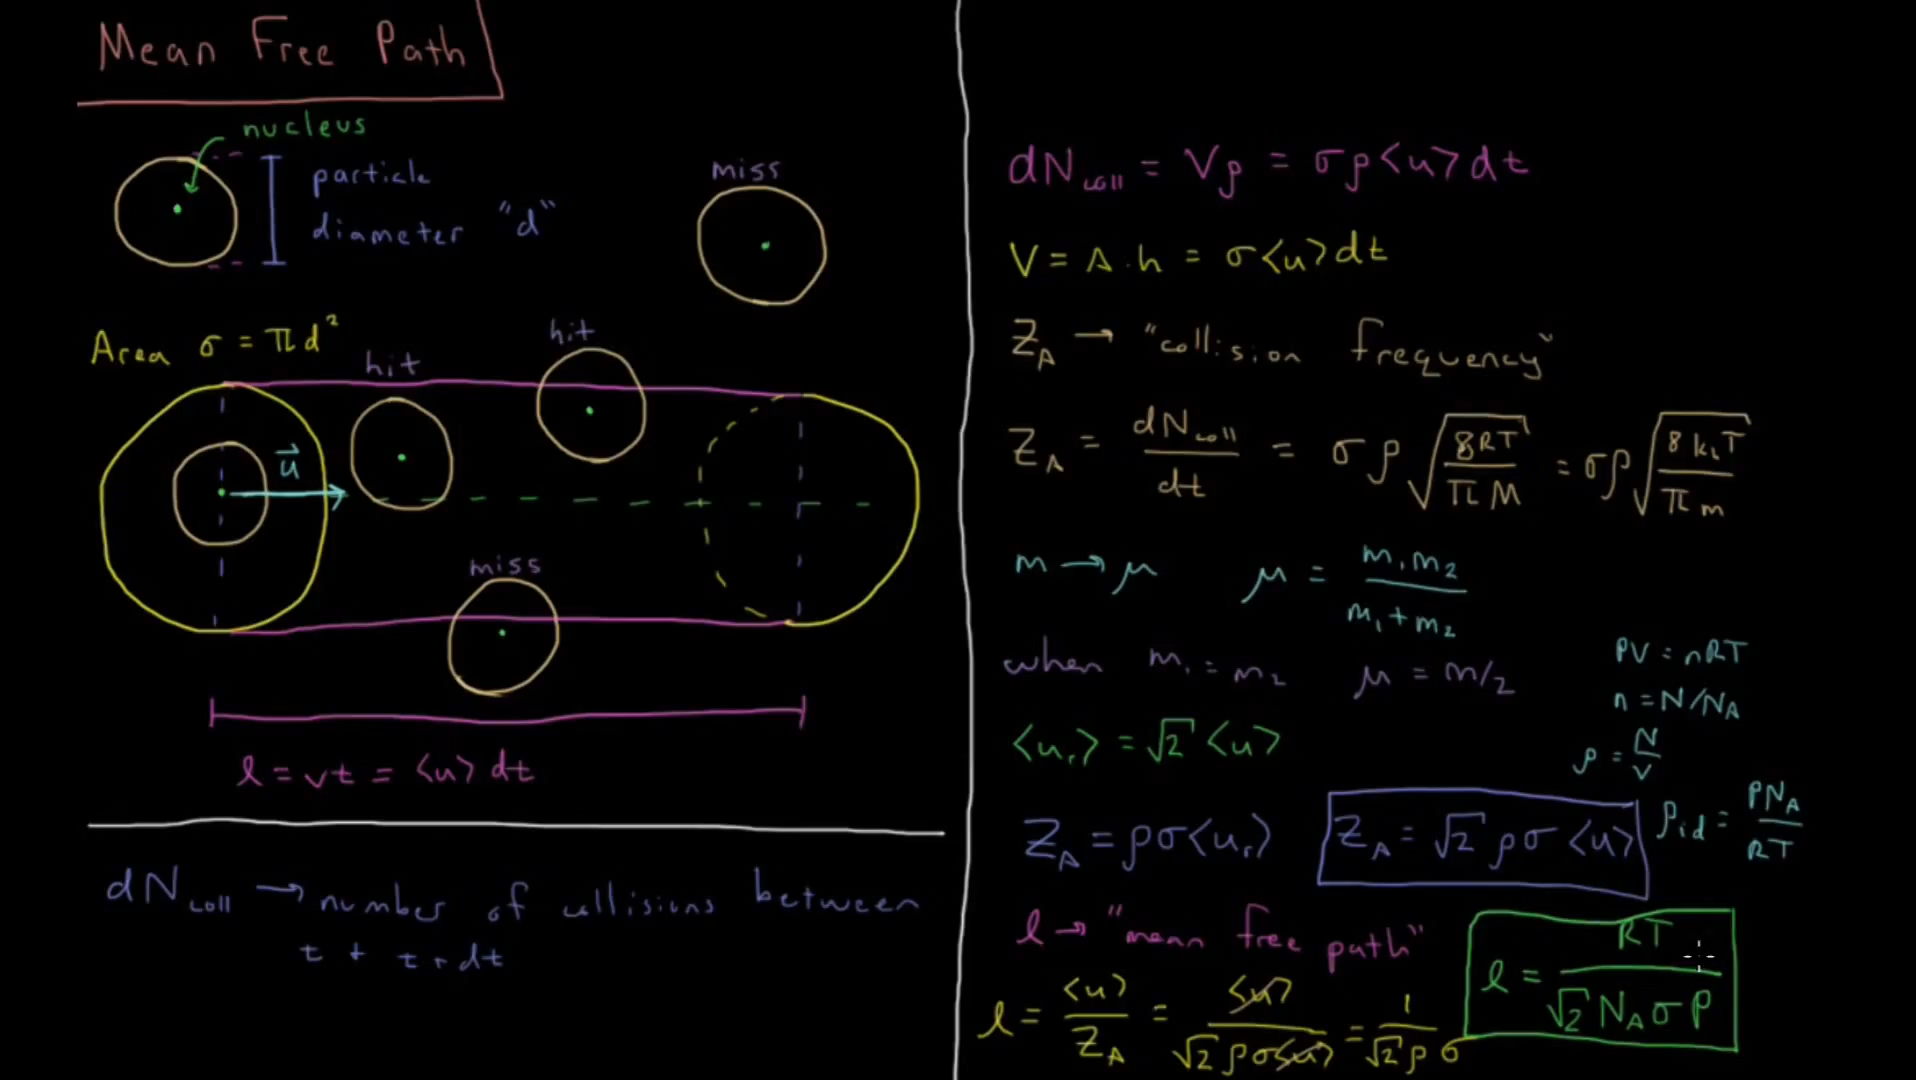 Mean Free Path
nucleus
particle
diameter "d"
miss
Area σ = πd²
hit
hit
u⃗
miss
l = vt = <u> dt
dN_coll → number of collisions between
t + t + dt
dN_coll = Vρ = σρ<u>dt
V = A·h = σ<u>dt
Z_A → "collision frequency"
Z_A = dN_coll/dt = σρ√(8RT/πM) = σρ√(8k_bT/πm)
m → μ μ = m₁m₂/(m₁+m₂)
when m₁ = m₂ μ = m/2
PV = nRT
n = N/N_A
ρ = N/V
<u_r> = √2 <u>
Z_A = ρσ<u_r> Z_A = √2 ρσ <u>
ρ_id = PN_A/RT
l → "mean free path"
l = <u>/Z_A = <u>/(√2 ρσ<u>) = 1/(√2 ρσ)
l = RT/(√2 N_A σ P)